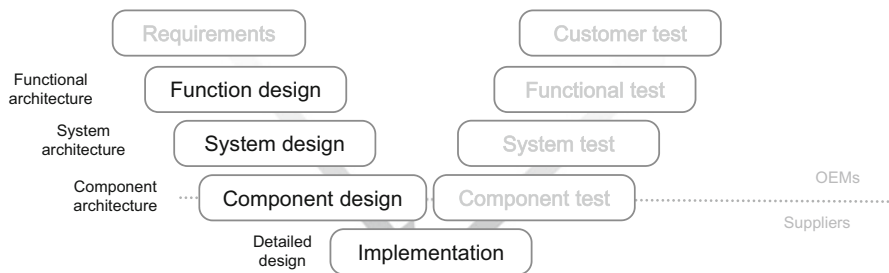 Requirements
Customer test
Functional
architecture
Function design
Functional test
System
architecture
System design
System test
Component
architecture
Component design
Component test
OEMs
Suppliers
Detailed
design
Implementation